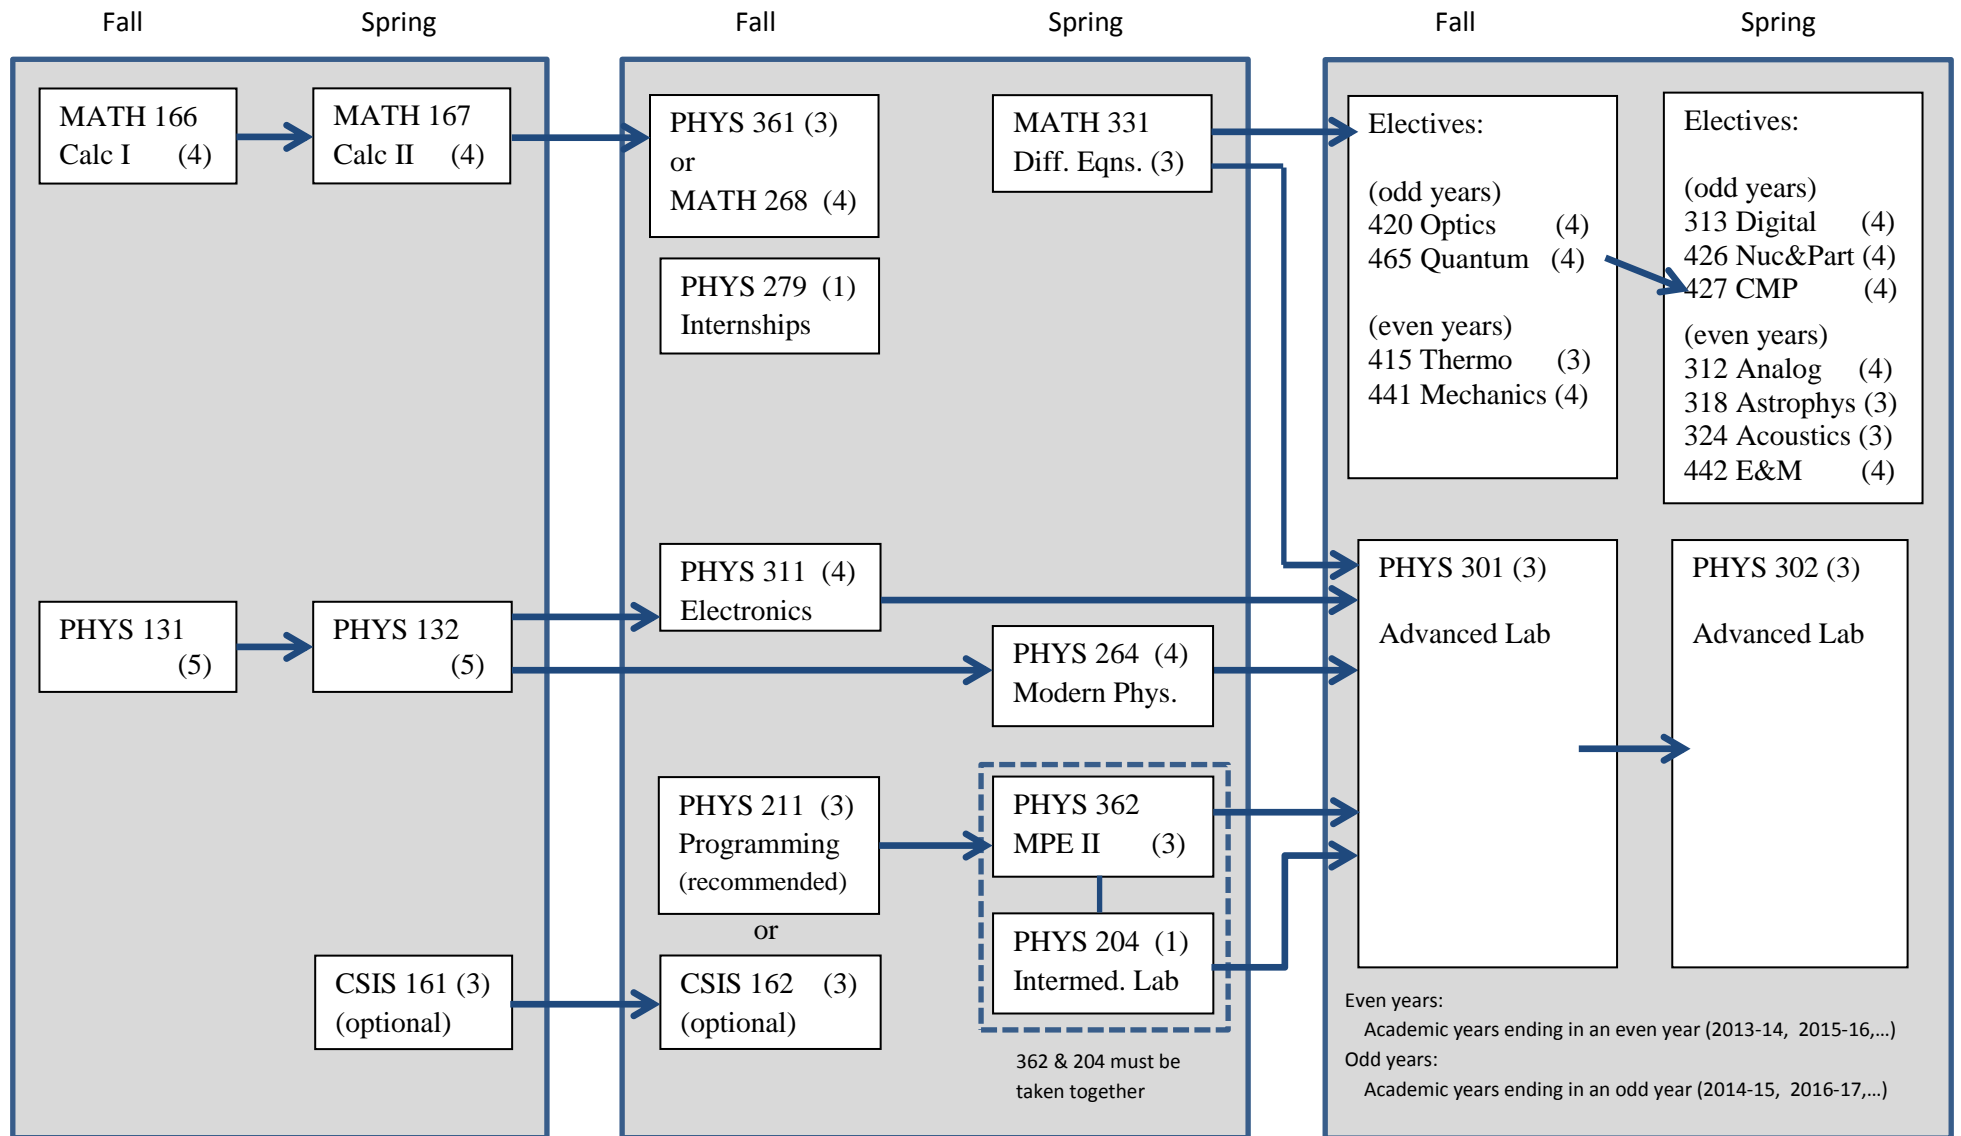 Fall
Spring
Fall
Spring
Fall
Spring
MATH 166
Calc I (4)
MATH 167
Calc II (4)
PHYS 131
(5)
PHYS 132
(5)
CSIS 161 (3)
(optional)
PHYS 361 (3)
or
MATH 268 (4)
PHYS 279 (1)
Internships
PHYS 311 (4)
Electronics
PHYS 211 (3)
Programming
(recommended)
or
CSIS 162 (3)
(optional)
MATH 331
Diff. Eqns. (3)
PHYS 264 (4)
Modern Phys.
PHYS 362
MPE II (3)
PHYS 204 (1)
Intermed. Lab
362 & 204 must be
taken together
Electives:
(odd years)
420 Optics (4)
465 Quantum (4)
(even years)
415 Thermo (3)
441 Mechanics (4)
Electives:
(odd years)
313 Digital (4)
426 Nuc&Part (4)
427 CMP (4)
(even years)
312 Analog (4)
318 Astrophys (3)
324 Acoustics (3)
442 E&M (4)
PHYS 301 (3)
Advanced Lab
PHYS 302 (3)
Advanced Lab
Even years:
Academic years ending in an even year (2013-14, 2015-16,…)
Odd years:
Academic years ending in an odd year (2014-15, 2016-17,…)